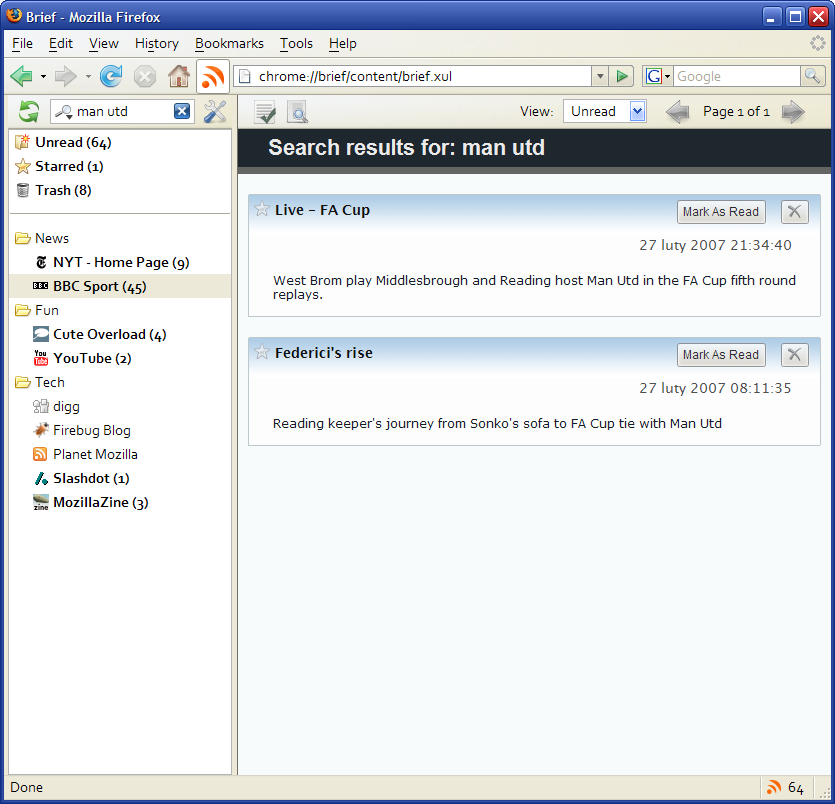 Brief - Mozilla Firefox
File Edit View History Bookmarks Tools Help
chrome://brief/content/brief.xul
G
Google
man utd
View: Unread
Page 1 of 1
Unread (64)
Starred (1)
Trash (8)
News
NYT - Home Page (9)
BBC BBC Sport (45)
Fun
Cute Overload (4)
You Tube YouTube (2)
Tech
digg
Firebug Blog
Planet Mozilla
Slashdot (1)
zine MozillaZine (3)
Search results for: man utd
Live – FA Cup
Mark As Read
27 luty 2007 21:34:40
West Brom play Middlesbrough and Reading host Man Utd in the FA Cup fifth round
replays.
Federici's rise
Mark As Read
27 luty 2007 08:11:35
Reading keeper's journey from Sonko's sofa to FA Cup tie with Man Utd
Done
64